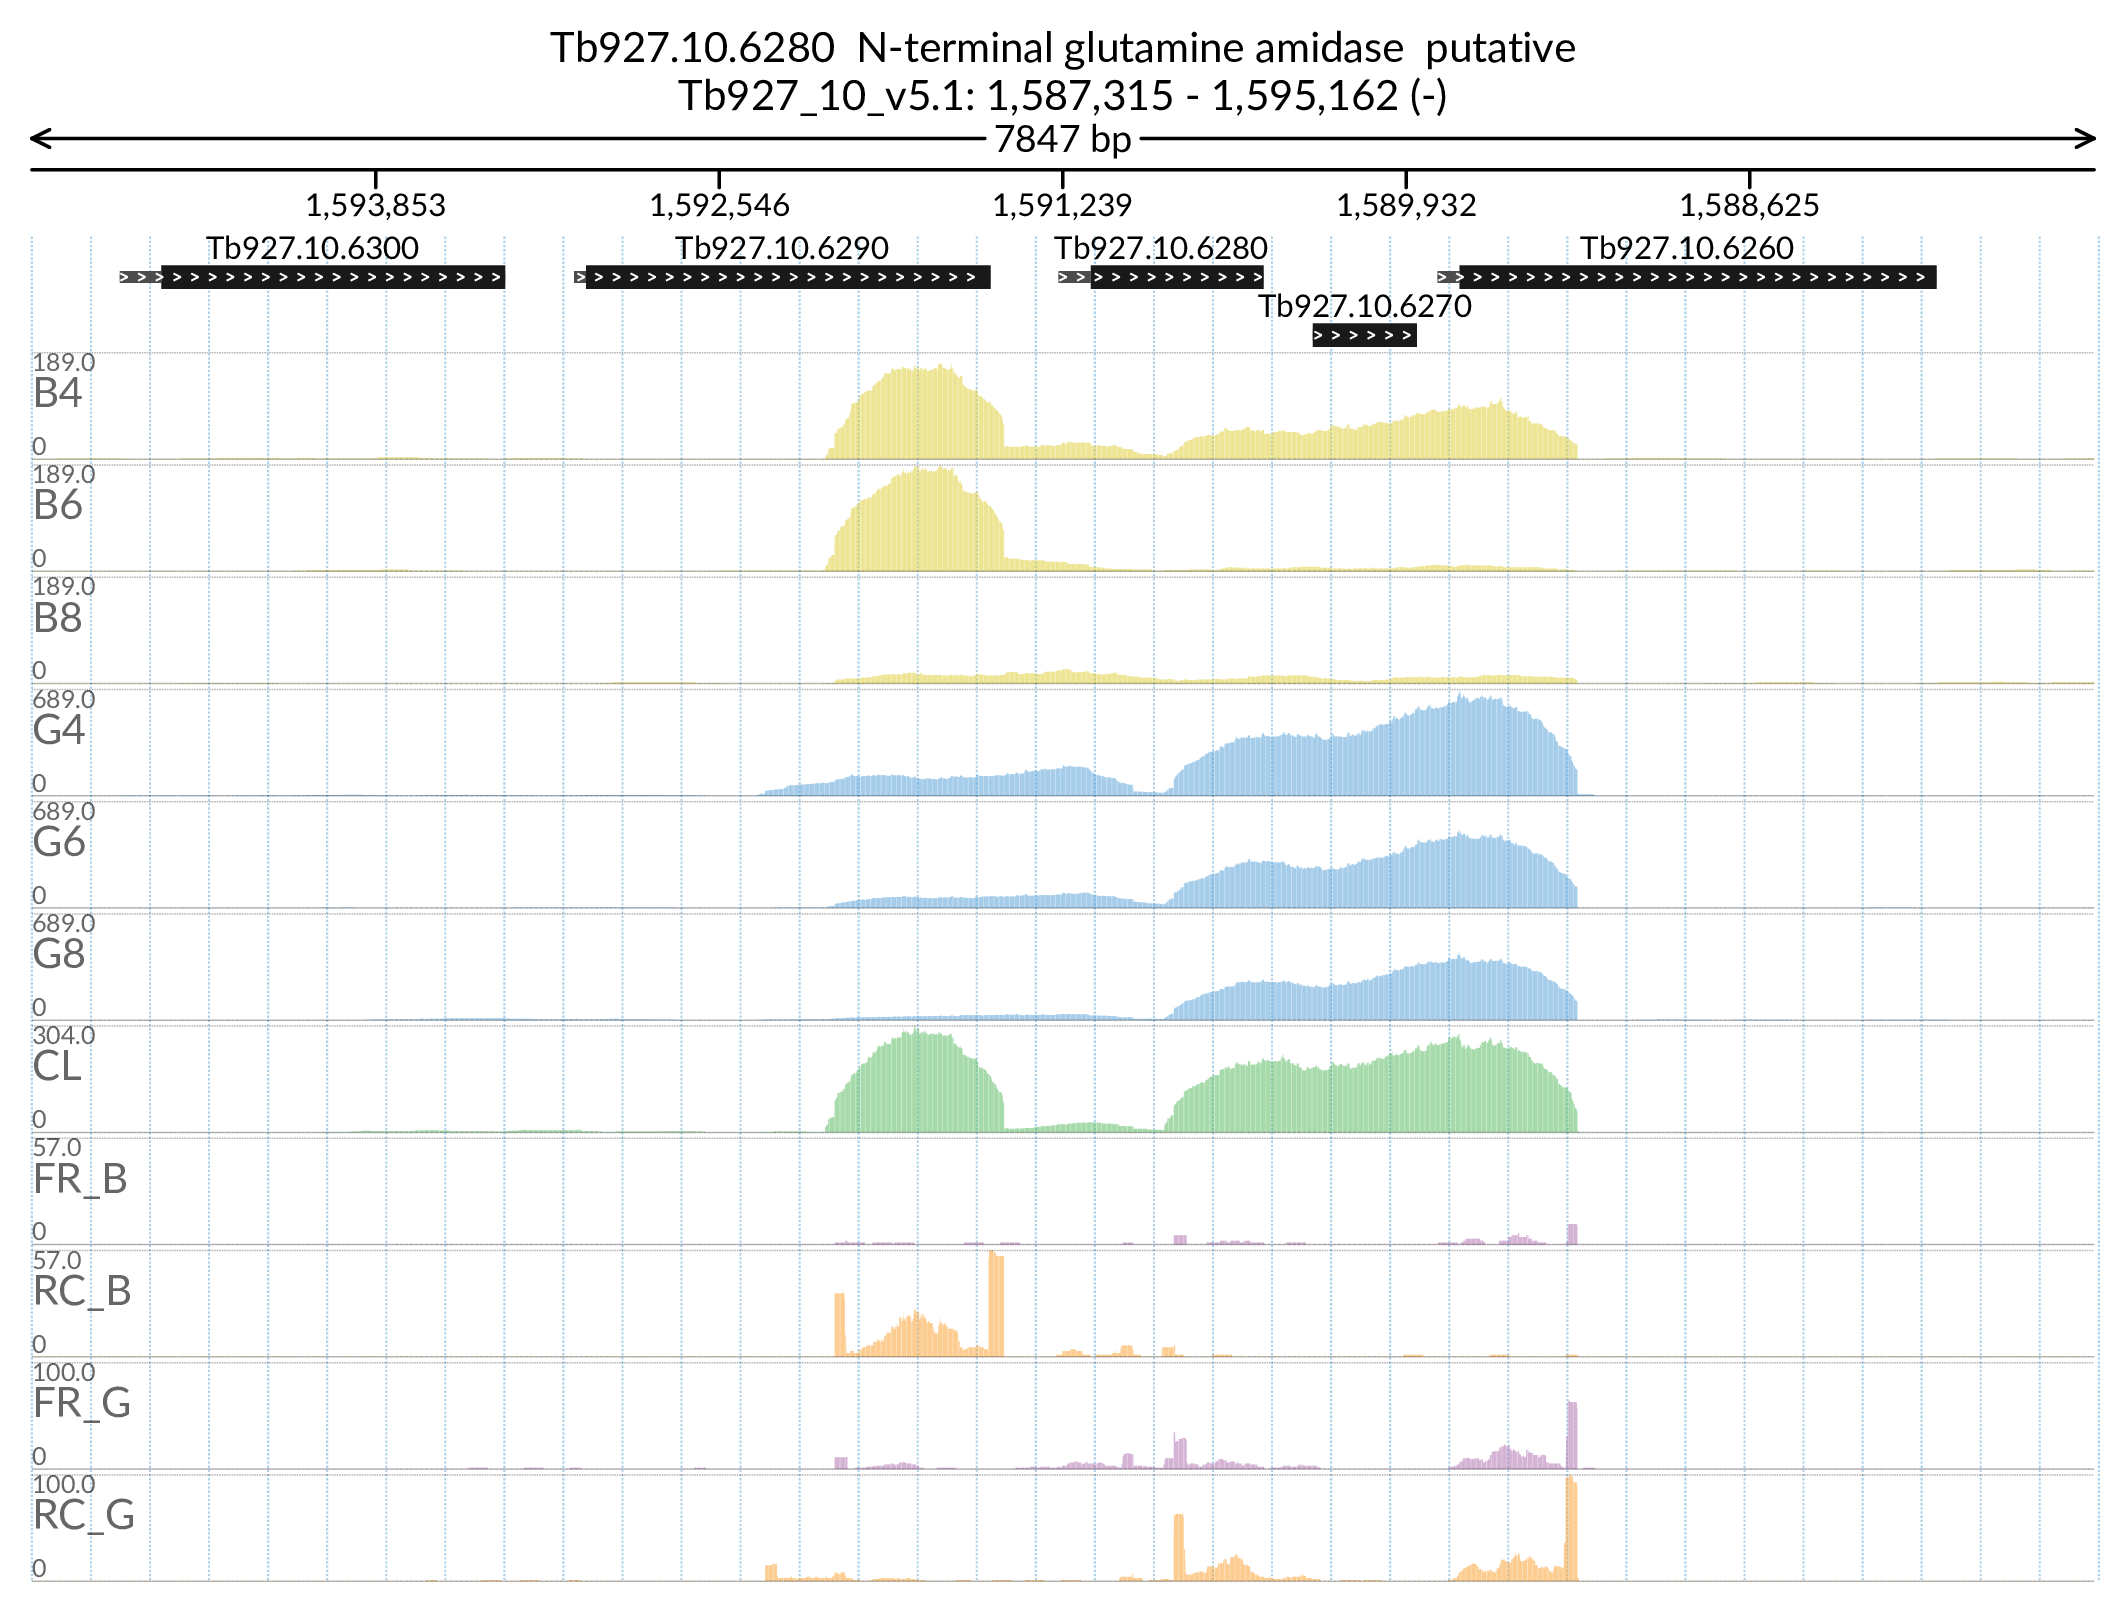 Tb927.10.6280 N-terminal glutamine amidase putative
Tb927_10_v5.1: 1,587,315 - 1,595,162 (-)
7847 bp
1,593,853 1,592,546 1,591,239 1,589,932 1,588,625
Tb927.10.6300 Tb927.10.6290 Tb927.10.6280 Tb927.10.6260
Tb927.10.6270
189.0
B4
0
189.0
B6
0
189.0
B8
0
689.0
G4
0
689.0
G6
0
689.0
G8
0
304.0
CL
0
57.0
FR_B
0
57.0
RC_B
0
100.0
FR_G
0
100.0
RC_G
0